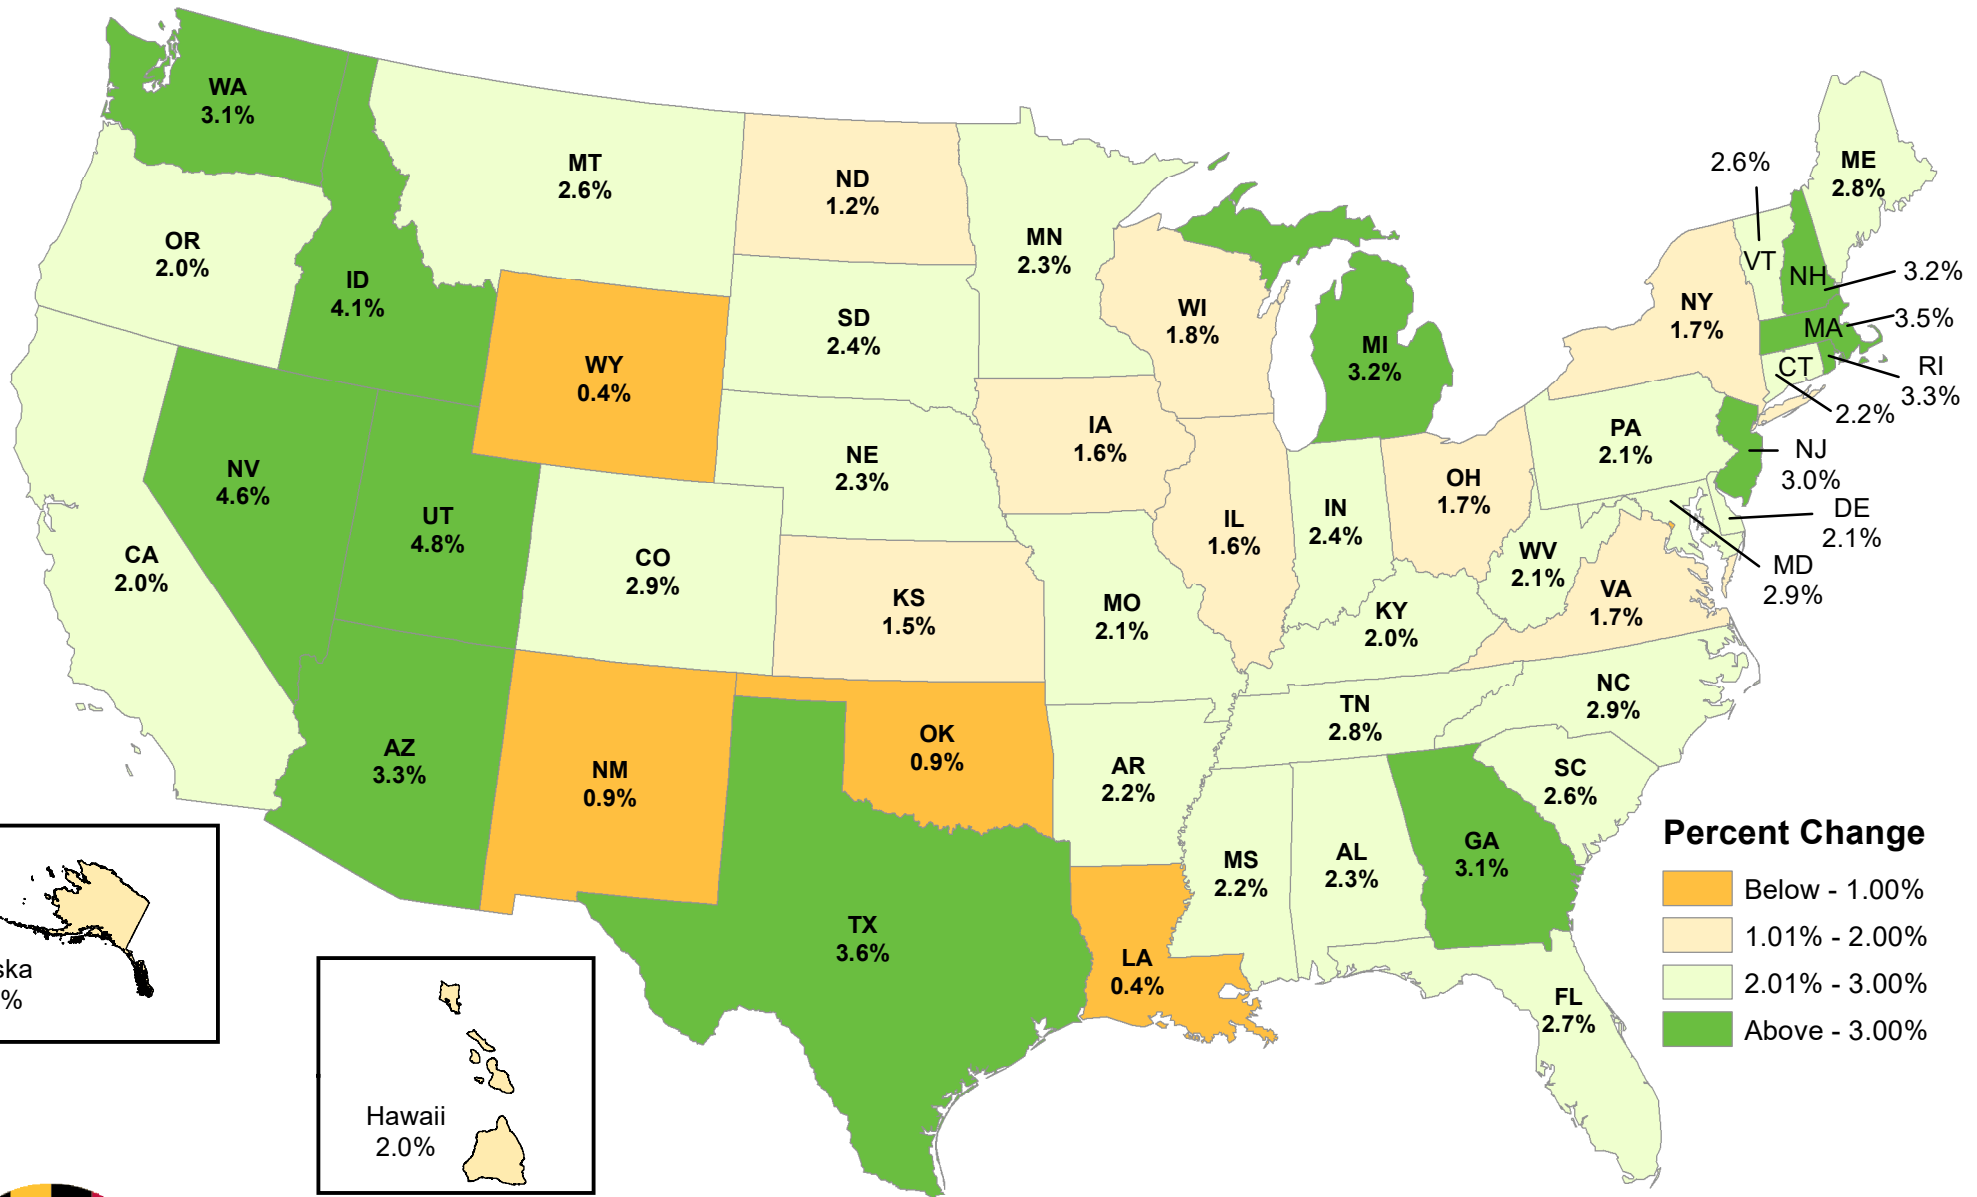 WA
3.1%
MT
2.6%
ND
1.2%
MN
2.3%
2.6%
VT
ME
2.8%
OR
2.0%
ID
4.1%
WY
0.4%
SD
2.4%
WI
1.8%
MI
3.2%
NY
1.7%
NH
3.2%
MA
3.5%
RI
3.3%
CT
2.2%
NV
4.6%
UT
4.8%
NE
2.3%
IA
1.6%
PA
2.1%
NJ
3.0%
CA
2.0%
CO
2.9%
KS
1.5%
MO
2.1%
IL
1.6%
IN
2.4%
OH
1.7%
WV
2.1%
VA
1.7%
DE
2.1%
MD
2.9%
KY
2.0%
TN
2.8%
NC
2.9%
AZ
3.3%
NM
0.9%
OK
0.9%
AR
2.2%
SC
2.6%
TX
3.6%
LA
0.4%
MS
2.2%
AL
2.3%
GA
3.1%
FL
2.7%
ska
%
Hawaii
2.0%
Percent Change
Below - 1.00%
1.01% - 2.00%
2.01% - 3.00%
Above - 3.00%